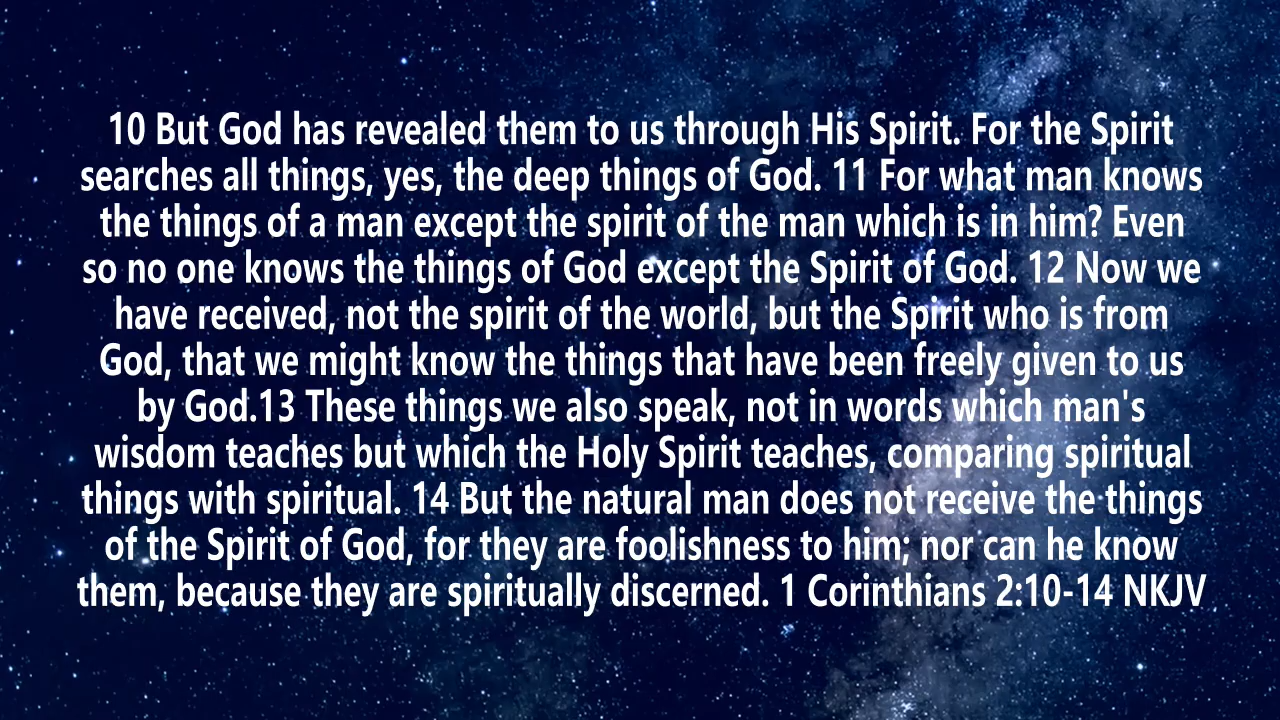 10 But God has revealed them to us through His Spirit. For the Spirit
searches all things, yes, the deep things of God. 11 For what man knows
the things of a man except the spirit of the man which is in him? Even
so no one knows the things of God except the Spirit of God. 12 Now we
have received, not the spirit of the world, but the Spirit who is from
God, that we might know the things that have been freely given to us
by God.13 These things we also speak, not in words which man's
wisdom teaches but which the Holy Spirit teaches, comparing spiritual
things with spiritual. 14 But the natural man does not receive the things
of the Spirit of God, for they are foolishness to him; nor can he know
them, because they are spiritually discerned. 1 Corinthians 2:10-14 NKJV